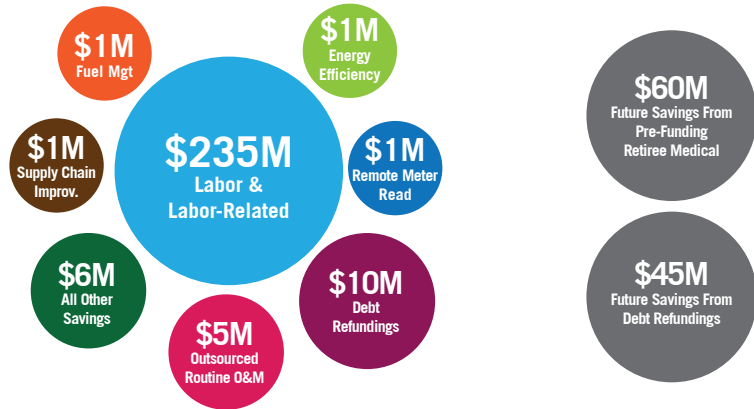 $1M
Fuel Mgt
$1M
Energy
Efficiency
$1M
Supply Chain
Improv.
$235M
Labor &
Labor-Related
$1M
Remote Meter
Read
$6M
All Other
Savings
$5M
Outsourced
Routine O&M
$10M
Debt
Refundings
$60M
Future Savings From
Pre-Funding
Retiree Medical
$45M
Future Savings From
Debt Refundings